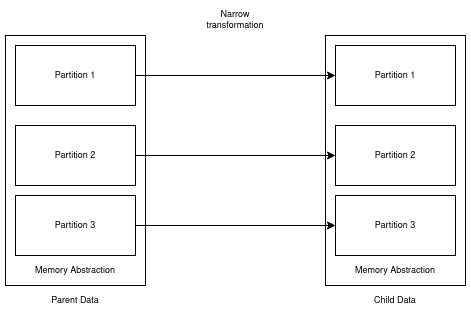 Narrow
transformation
Partition 1
Partition 1
Partition 2
Partition 2
Partition 3
Partition 3
Memory Abstraction
Memory Abstraction
Parent Data
Child Data